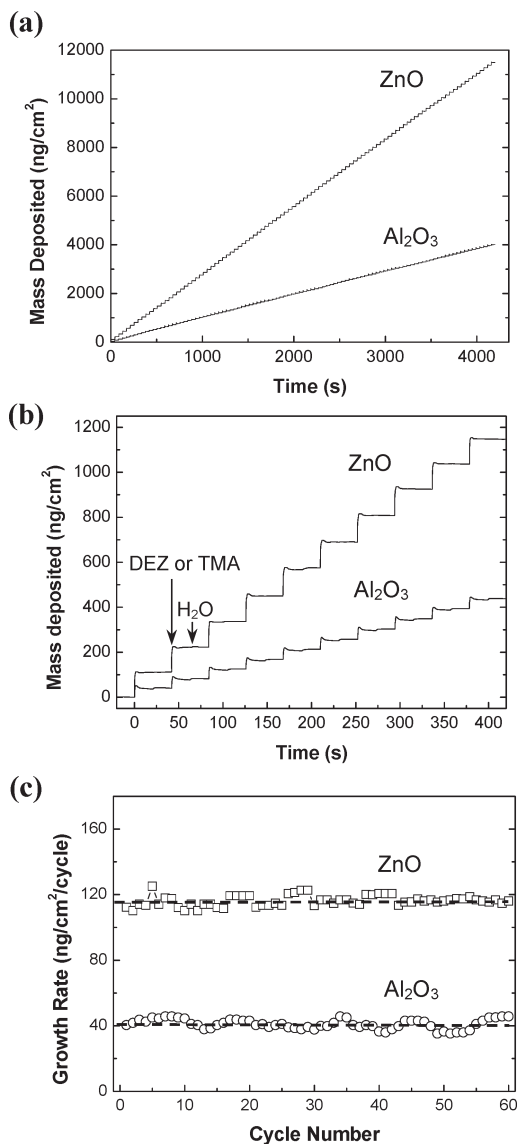 (a)
12000
10000
8000
6000
4000
2000
0
Mass Deposited (ng/cm²)
ZnO
Al₂O₃
0 1000 2000 3000 4000
Time (s)
(b)
1200
1000
800
600
400
200
0
Mass deposited (ng/cm²)
ZnO
DEZ or TMA
H₂O
Al₂O₃
0 50 100 150 200 250 300 350 400
Time (s)
(c)
160
120
80
40
0
Growth Rate (ng/cm²/cycle)
ZnO
Al₂O₃
0 10 20 30 40 50 60
Cycle Number